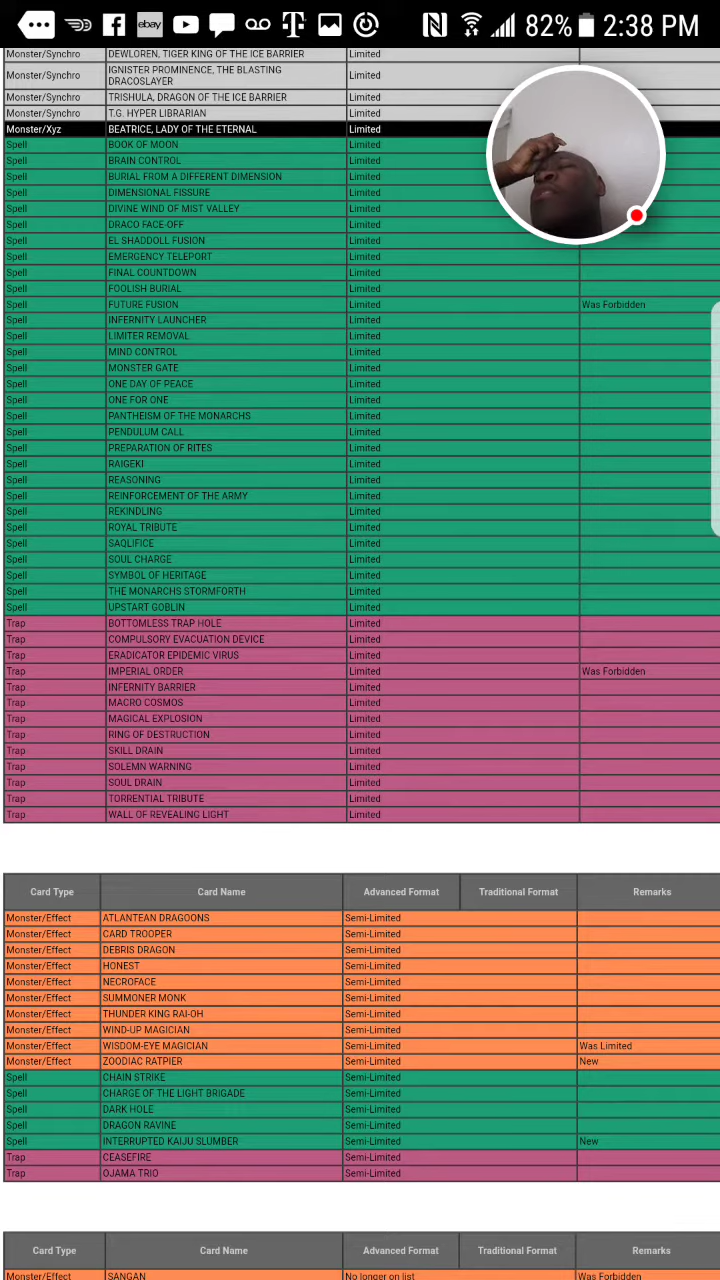 ebay
82% 2:38 PM
Monster/Synchro DEWLOREN, TIGER KING OF THE ICE BARRIER Limited
Monster/Synchro IGNISTER PROMINENCE, THE BLASTING DRACOSLAYER Limited
Monster/Synchro TRISHULA, DRAGON OF THE ICE BARRIER Limited
Monster/Synchro T.G. HYPER LIBRARIAN Limited
Monster/Xyz BEATRICE, LADY OF THE ETERNAL Limited
Spell BOOK OF MOON Limited
Spell BRAIN CONTROL Limited
Spell BURIAL FROM A DIFFERENT DIMENSION Limited
Spell DIMENSIONAL FISSURE Limited
Spell DIVINE WIND OF MIST VALLEY Limited
Spell DRACO FACE-OFF Limited
Spell EL SHADDOLL FUSION Limited
Spell EMERGENCY TELEPORT Limited
Spell FINAL COUNTDOWN Limited
Spell FOOLISH BURIAL Limited
Spell FUTURE FUSION Limited Was Forbidden
Spell INFERNITY LAUNCHER Limited
Spell LIMITER REMOVAL Limited
Spell MIND CONTROL Limited
Spell MONSTER GATE Limited
Spell ONE DAY OF PEACE Limited
Spell ONE FOR ONE Limited
Spell PANTHEISM OF THE MONARCHS Limited
Spell PENDULUM CALL Limited
Spell PREPARATION OF RITES Limited
Spell RAIGEKI Limited
Spell REASONING Limited
Spell REINFORCEMENT OF THE ARMY Limited
Spell REKINDLING Limited
Spell ROYAL TRIBUTE Limited
Spell SAQLIFICE Limited
Spell SOUL CHARGE Limited
Spell SYMBOL OF HERITAGE Limited
Spell THE MONARCHS STORMFORTH Limited
Spell UPSTART GOBLIN Limited
Trap BOTTOMLESS TRAP HOLE Limited
Trap COMPULSORY EVACUATION DEVICE Limited
Trap ERADICATOR EPIDEMIC VIRUS Limited
Trap IMPERIAL ORDER Limited Was Forbidden
Trap INFERNITY BARRIER Limited
Trap MACRO COSMOS Limited
Trap MAGICAL EXPLOSION Limited
Trap RING OF DESTRUCTION Limited
Trap SKILL DRAIN Limited
Trap SOLEMN WARNING Limited
Trap SOUL DRAIN Limited
Trap TORRENTIAL TRIBUTE Limited
Trap WALL OF REVEALING LIGHT Limited
Card Type Card Name Advanced Format Traditional Format Remarks
Monster/Effect ATLANTEAN DRAGOONS Semi-Limited
Monster/Effect CARD TROOPER Semi-Limited
Monster/Effect DEBRIS DRAGON Semi-Limited
Monster/Effect HONEST Semi-Limited
Monster/Effect NECROFACE Semi-Limited
Monster/Effect SUMMONER MONK Semi-Limited
Monster/Effect THUNDER KING RAI-OH Semi-Limited
Monster/Effect WIND-UP MAGICIAN Semi-Limited
Monster/Effect WISDOM-EYE MAGICIAN Semi-Limited Was Limited
Monster/Effect ZOODIAC RATPIER Semi-Limited New
Spell CHAIN STRIKE Semi-Limited
Spell CHARGE OF THE LIGHT BRIGADE Semi-Limited
Spell DARK HOLE Semi-Limited
Spell DRAGON RAVINE Semi-Limited
Spell INTERRUPTED KAIJU SLUMBER Semi-Limited New
Trap CEASEFIRE Semi-Limited
Trap OJAMA TRIO Semi-Limited
Card Type Card Name Advanced Format Traditional Format Remarks
Monster/Effect SANGAN No longer on list Was Forbidden